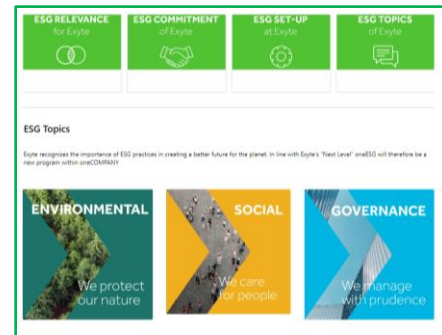 ESG RELEVANCE
for Exyte
ESG COMMITMENT
of Exyte
ESG SET-UP
at Exyte
ESG TOPICS
of Exyte
ESG Topics
Exyte recognizes the importance of ESG practices in creating a better future for the planet. In line with Exyte's "Next Level" oneESG will therefore be a
new program within oneCOMPANY
ENVIRONMENTAL
We protect
our nature
SOCIAL
We care
for people
GOVERNANCE
We manage
with prudence